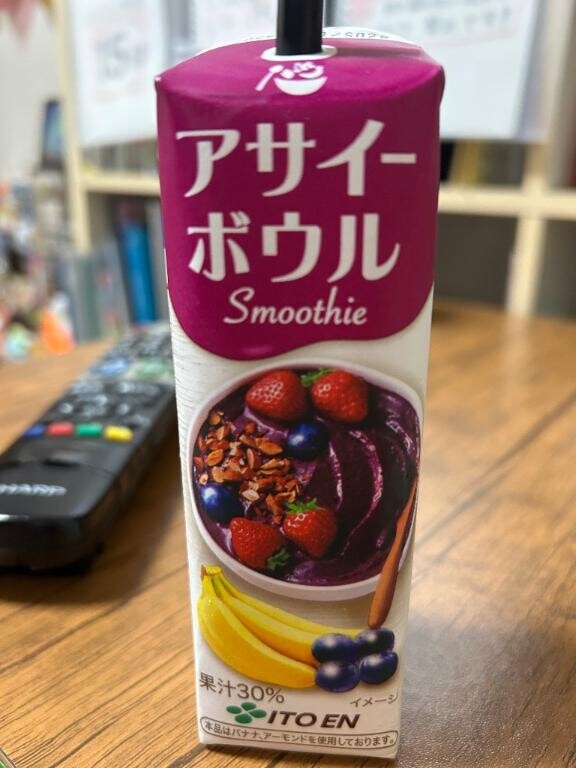 アサイー
ボウル
Smoothie
果汁30%
イメージ
ITO EN
本品はバナナ、アーモンドを使用しております。
SHARP